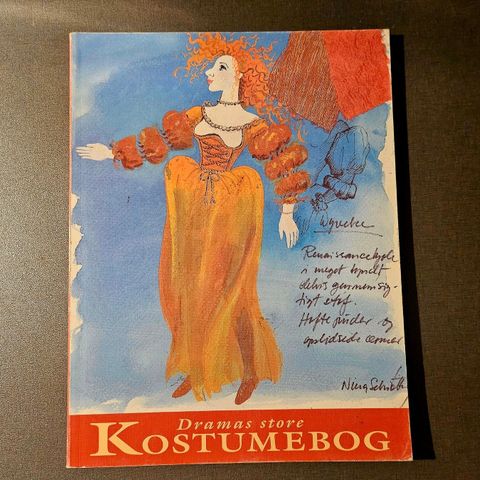 Renaissancekjole
i meget tyndt
delvis gennemsig-
tigt stof.
Hofte puder og
opslidsede ærmer
Dramas store
KOSTUMEBOG